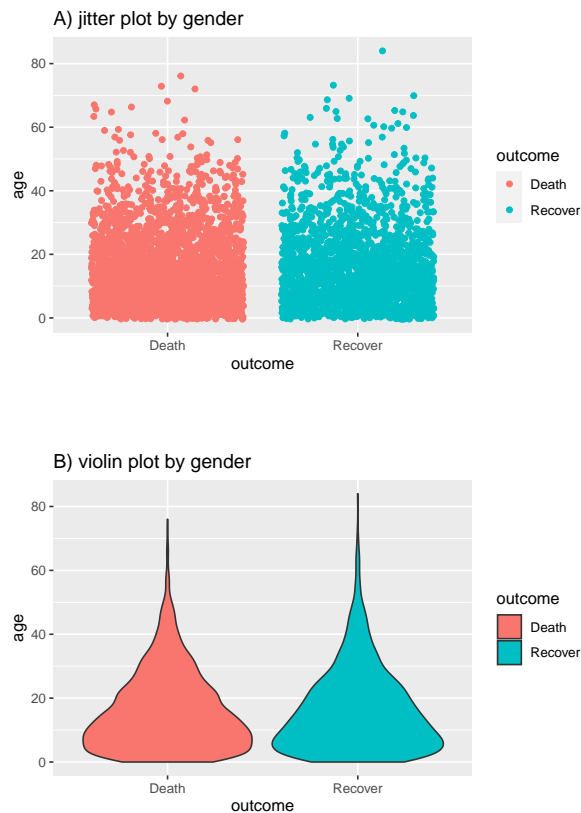 A) jitter plot by gender
80
60
40
20
0
age
Death
Recover
outcome
outcome
Death
Recover
B) violin plot by gender
80
60
40
20
0
age
Death
Recover
outcome
outcome
Death
Recover